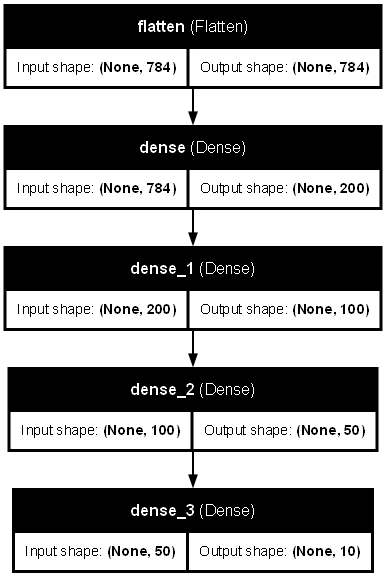 flatten (Flatten)
Input shape: (None, 784) Output shape: (None, 784)
dense (Dense)
Input shape: (None, 784) Output shape: (None, 200)
dense_1 (Dense)
Input shape: (None, 200) Output shape: (None, 100)
dense_2 (Dense)
Input shape: (None, 100) Output shape: (None, 50)
dense_3 (Dense)
Input shape: (None, 50) Output shape: (None, 10)